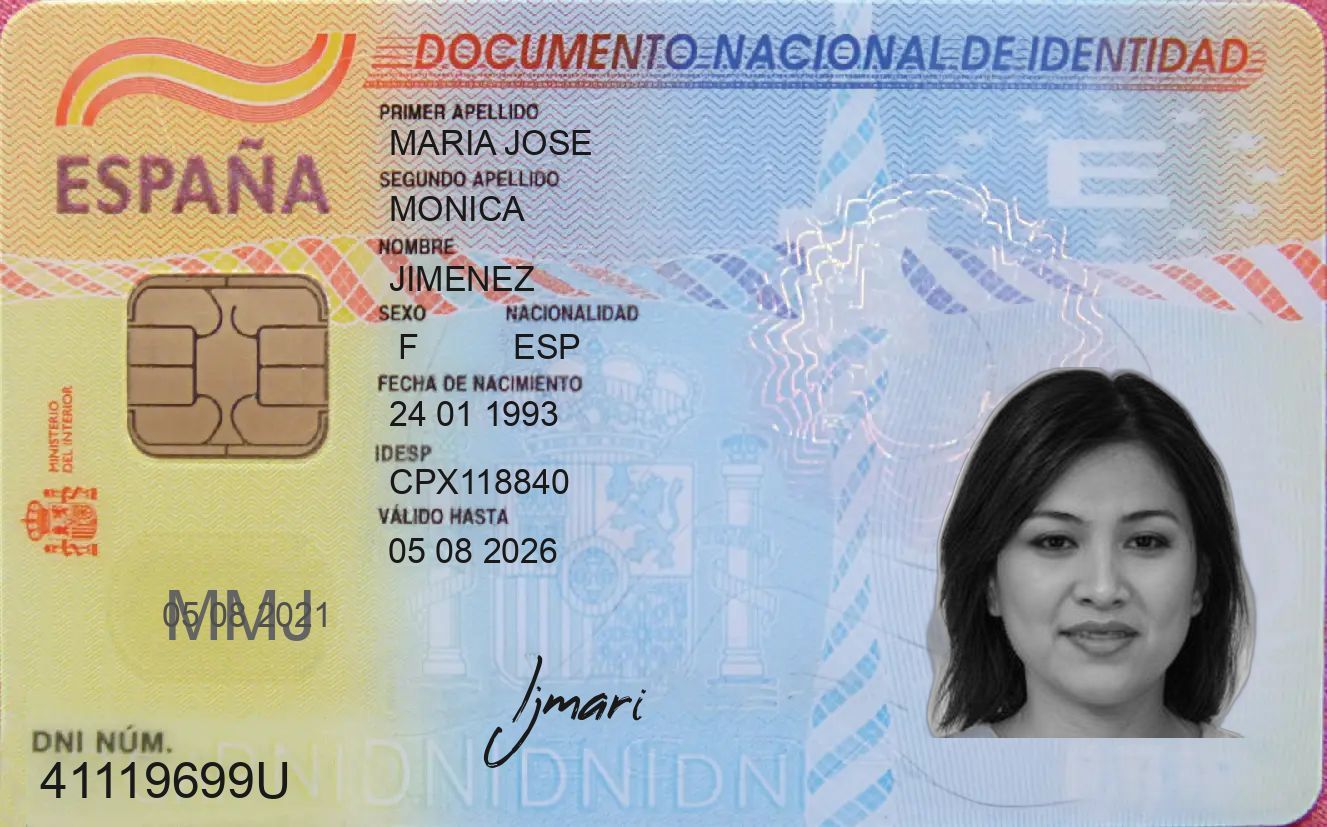 DOCUMENTO NACIONAL DE IDENTIDAD
ESPAÑA
PRIMER APELLIDO
MARIA JOSE
SEGUNDO APELLIDO
MONICA
NOMBRE
JIMENEZ
SEXO NACIONALIDAD
F ESP
FECHA DE NACIMIENTO
24 01 1993
IDESP
CPX118840
VÁLIDO HASTA
05 08 2026
MINISTERIO
DEL INTERIOR
E
05 08 2021
MMJ
Jjmari
DNI NÚM.
41119699U
DNIDNIDNIDNI